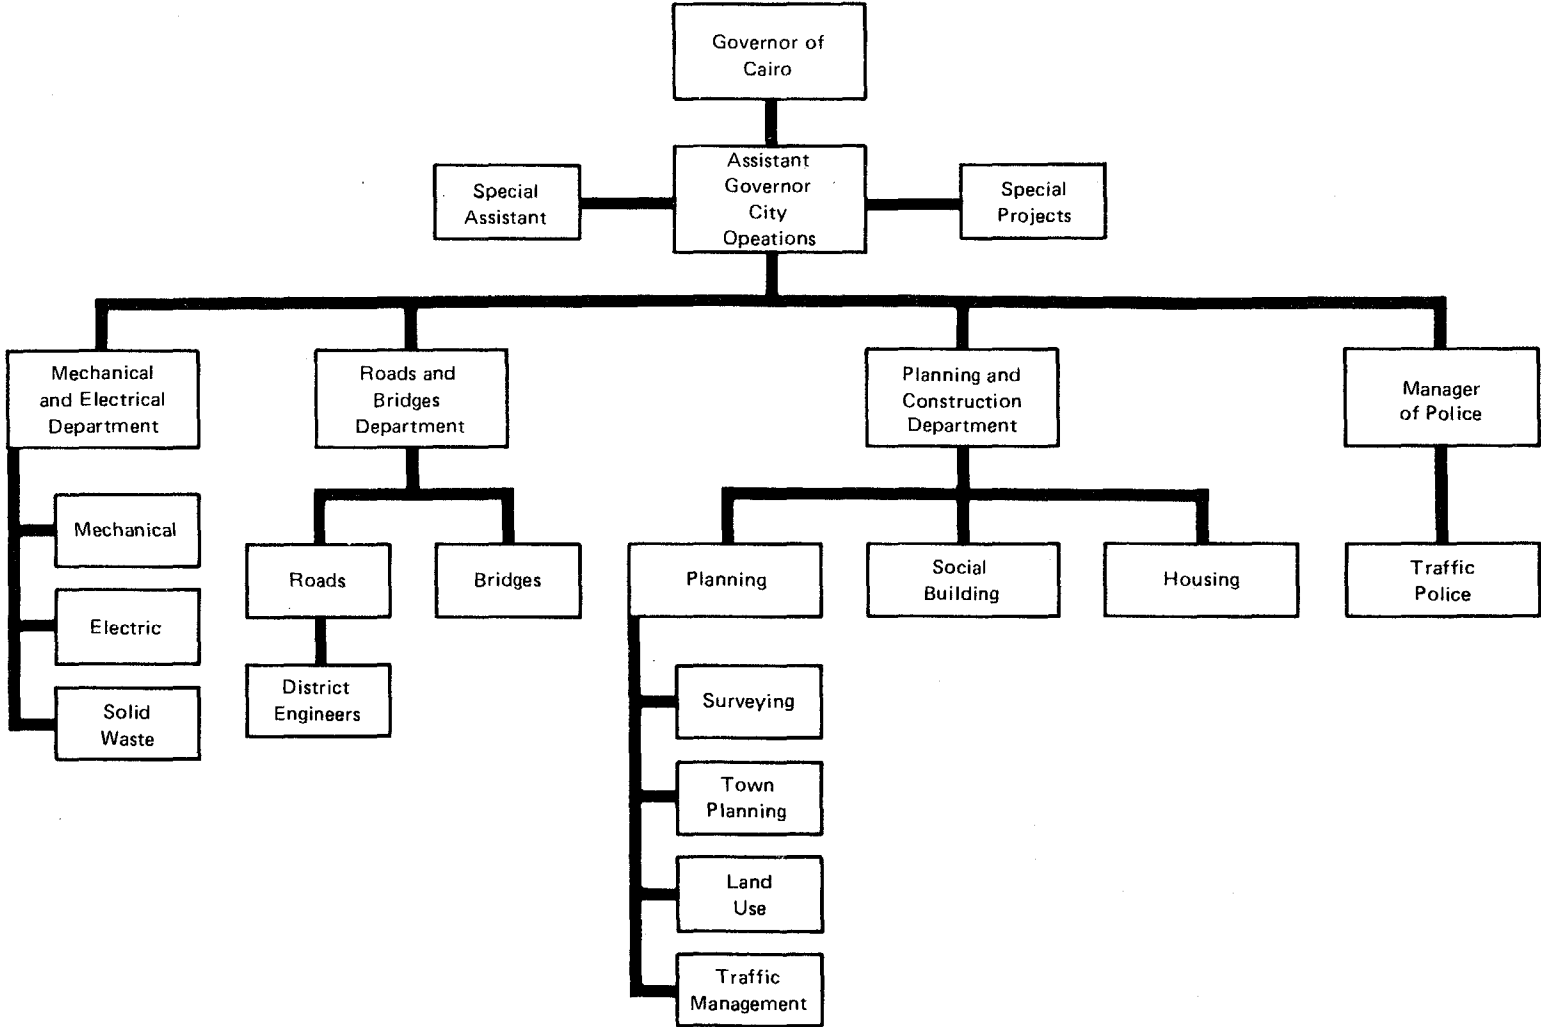 Governor of
Cairo
Assistant
Governor
City
Opeations
Special
Assistant
Special
Projects
Mechanical
and Electrical
Department
Roads and
Bridges
Department
Planning and
Construction
Department
Manager
of Police
Mechanical
Electric
Solid
Waste
Roads
Bridges
District
Engineers
Planning
Social
Building
Housing
Traffic
Police
Surveying
Town
Planning
Land
Use
Traffic
Management